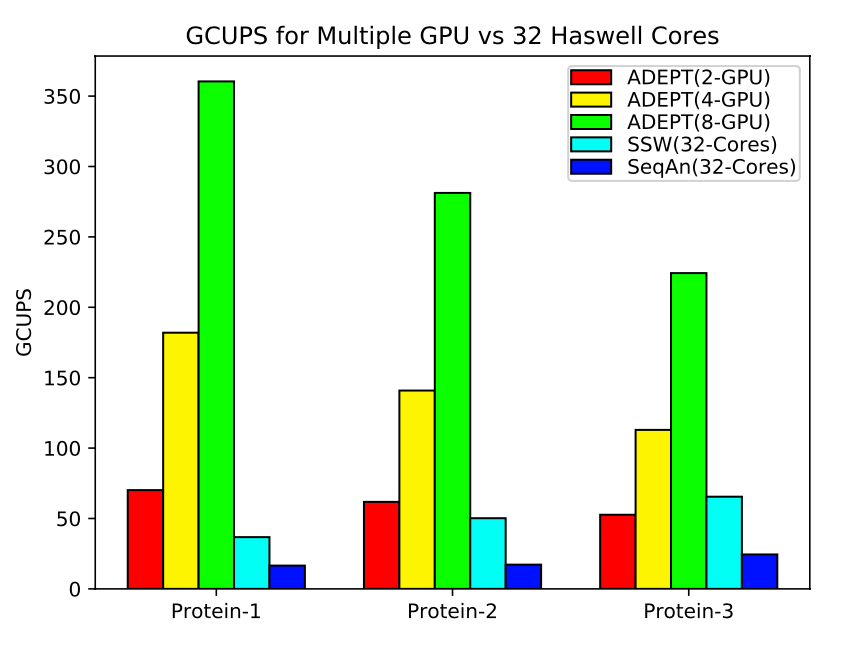 GCUPS for Multiple GPU vs 32 Haswell Cores
ADEPT(2-GPU)
ADEPT(4-GPU)
ADEPT(8-GPU)
SSW(32-Cores)
SeqAn(32-Cores)
GCUPS
350
300
250
200
150
100
50
0
Protein-1 Protein-2 Protein-3